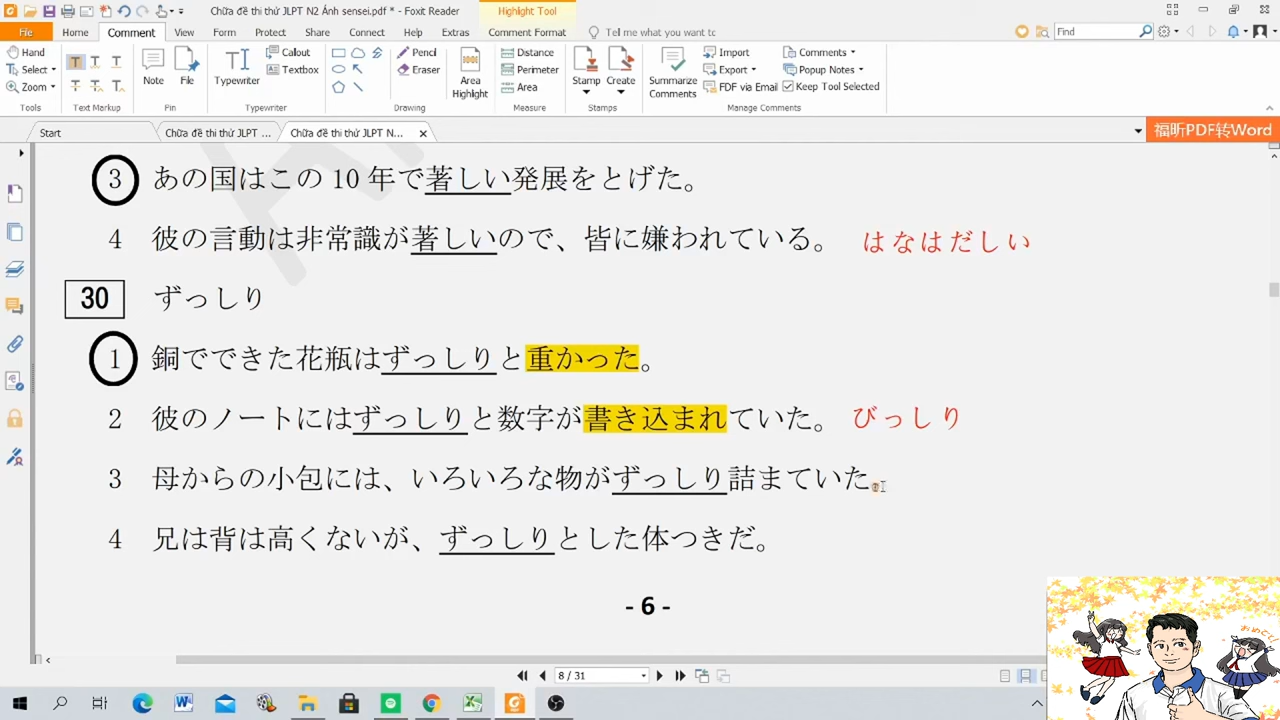 Chữa đề thi thử JLPT N2 Ánh sensei.pdf * - Foxit Reader
Highlight Tool
File Home Comment View Form Protect Share Connect Help Extras Comment Format Tell me what you want to Find
Hand
Select
Zoom
Tools
Text Markup
Note
File
Pin
Typewriter
Callout
Textbox
Typewriter
Pencil
Eraser
Drawing
Area Highlight
Distance
Perimeter
Area
Measure
Stamp
Create
Stamps
Summarize Comments
Import
Export
FDF via Email
Comments
Popup Notes
Keep Tool Selected
Manage Comments
Start
Chữa đề thi thử JLPT ...
Chữa đề thi thử JLPT N...
福昕PDF转Word
3 あの国はこの 10 年で著しい発展をとげた。
4 彼の言動は非常識が著しいので、皆に嫌われている。 はなはだしい
30 ずっしり
1 銅でできた花瓶はずっしりと重かった。
2 彼のノートにはずっしりと数字が書き込まれていた。 びっしり
3 母からの小包には、いろいろな物がずっしり詰まていた。
4 兄は背は高くないが、ずっしりとした体つきだ。
- 6 -
おめでとう!
8 / 31